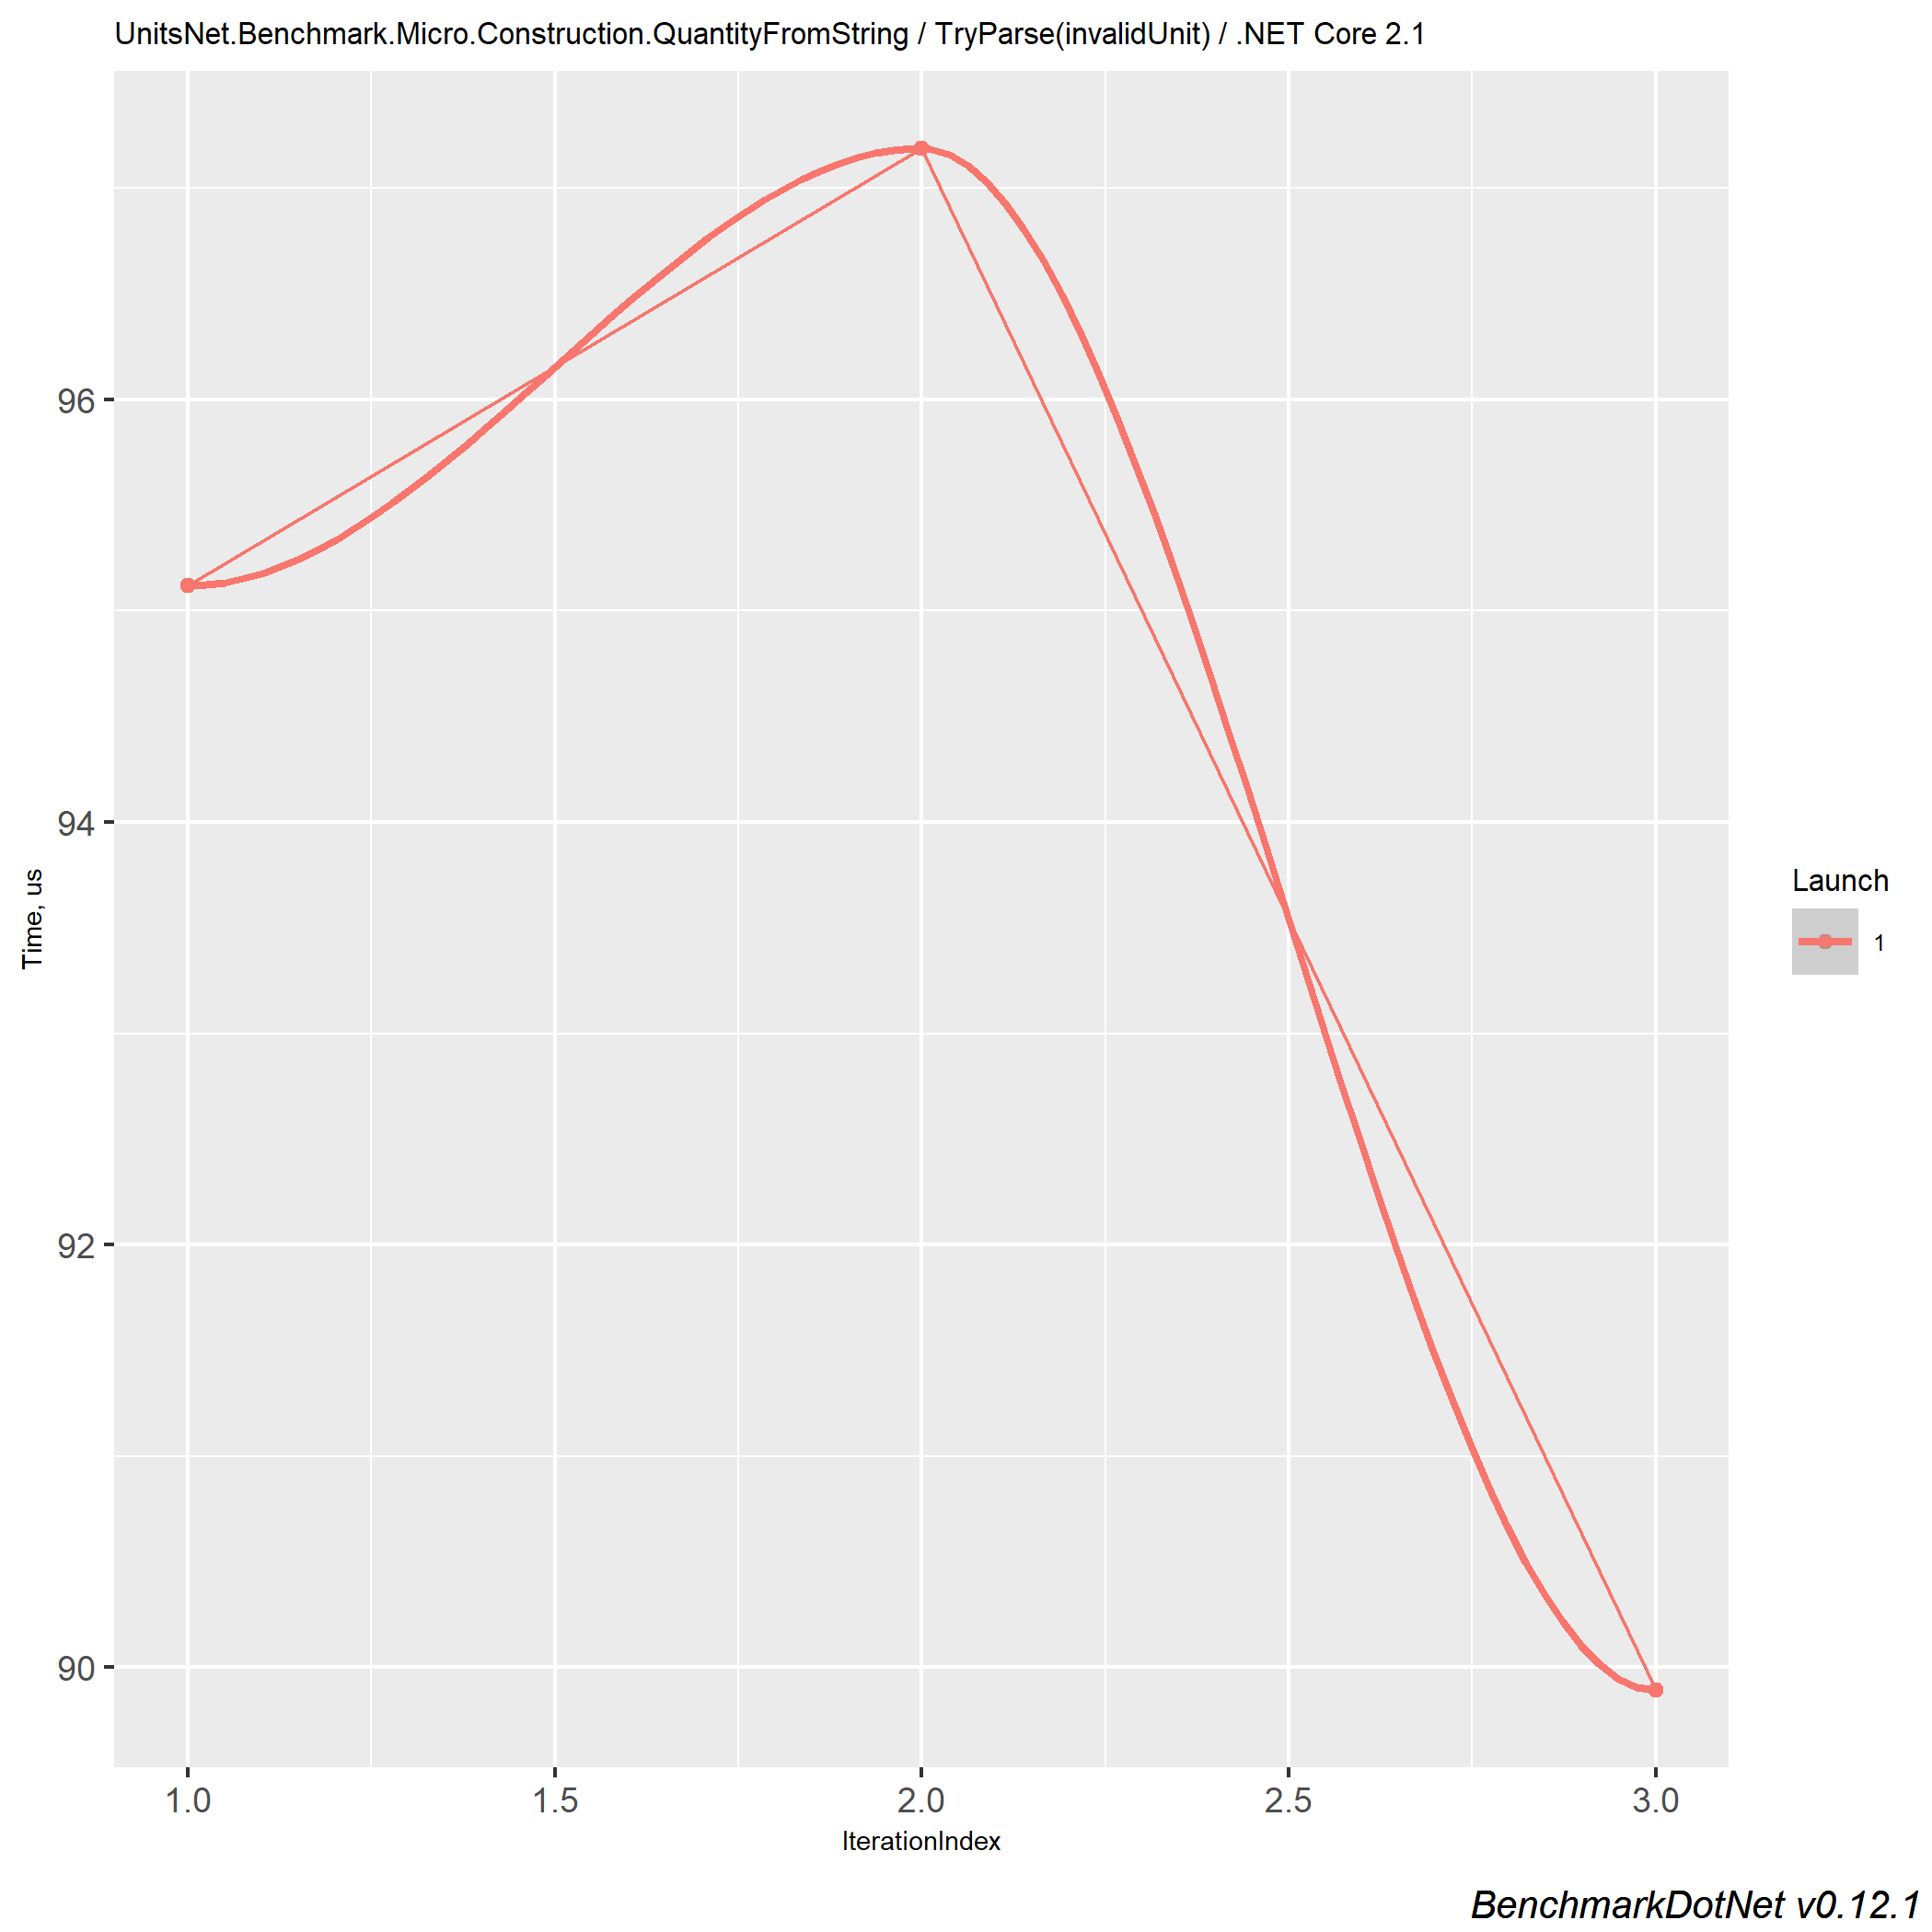 UnitsNet.Benchmark.Micro.Construction.QuantityFromString / TryParse(invalidUnit) / .NET Core 2.1
96
94
92
90
Time, us
1.0 1.5 2.0 2.5 3.0
IterationIndex
Launch
1
BenchmarkDotNet v0.12.1